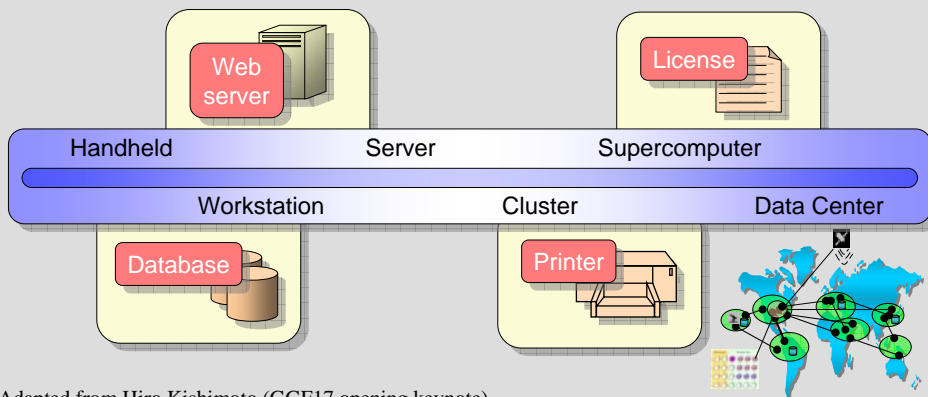 Web
server
License
Handheld
Server
Supercomputer
Workstation
Cluster
Data Center
Database
Printer
Adapted from Hiro Kishimoto (GGF17 opening keynote)